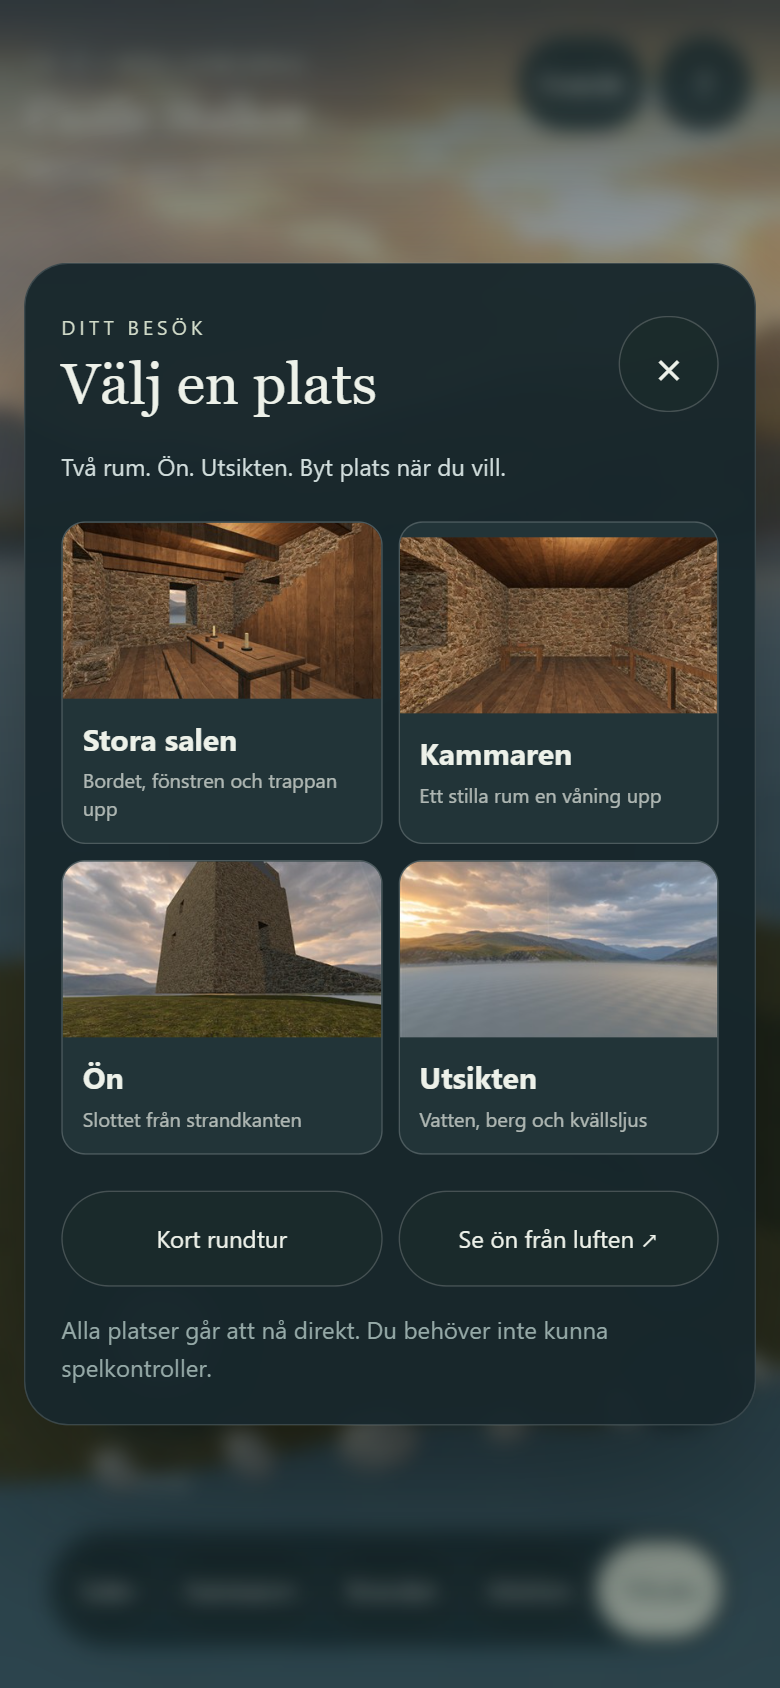 DITT BESÖK
Välj en plats
Två rum. Ön. Utsikten. Byt plats när du vill.
Stora salen
Bordet, fönstren och trappan
upp
Kammaren
Ett stilla rum en våning upp
Ön
Slottet från strandkanten
Utsikten
Vatten, berg och kvällsljus
Kort rundtur
Se ön från luften ↗
Alla platser går att nå direkt. Du behöver inte kunna
spelkontroller.